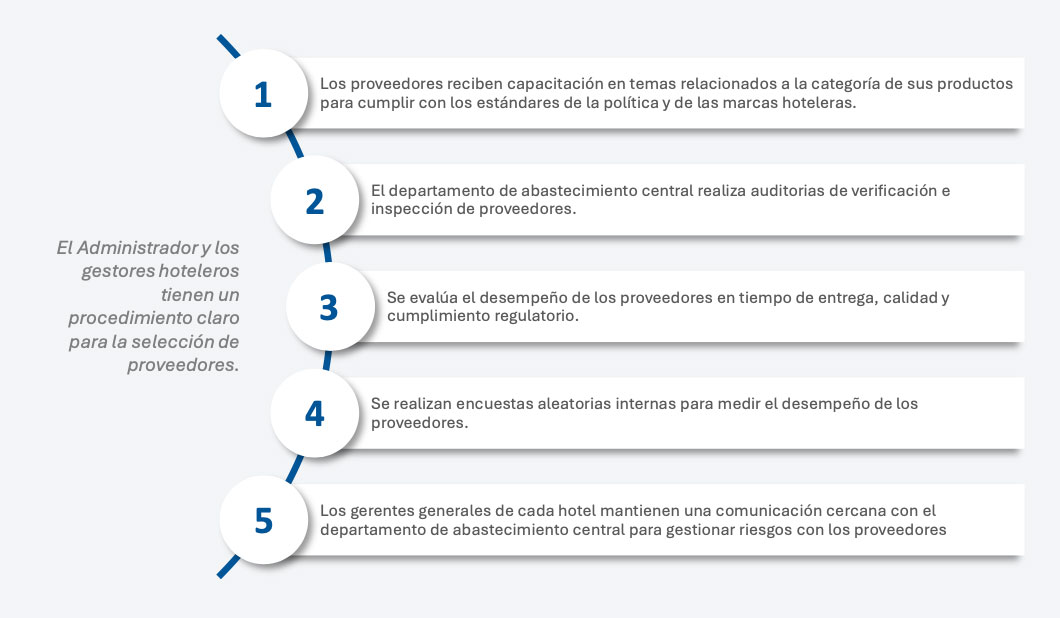 El Administrador y los
gestores hoteleros
tienen un
procedimiento claro
para la selección de
proveedores.
1
Los proveedores reciben capacitación en temas relacionados a la categoría de sus productos
para cumplir con los estándares de la política y de las marcas hoteleras.
2
El departamento de abastecimiento central realiza auditorias de verificación e
inspección de proveedores.
3
Se evalúa el desempeño de los proveedores en tiempo de entrega, calidad y
cumplimiento regulatorio.
4
Se realizan encuestas aleatorias internas para medir el desempeño de los
proveedores.
5
Los gerentes generales de cada hotel mantienen una comunicación cercana con el
departamento de abastecimiento central para gestionar riesgos con los proveedores